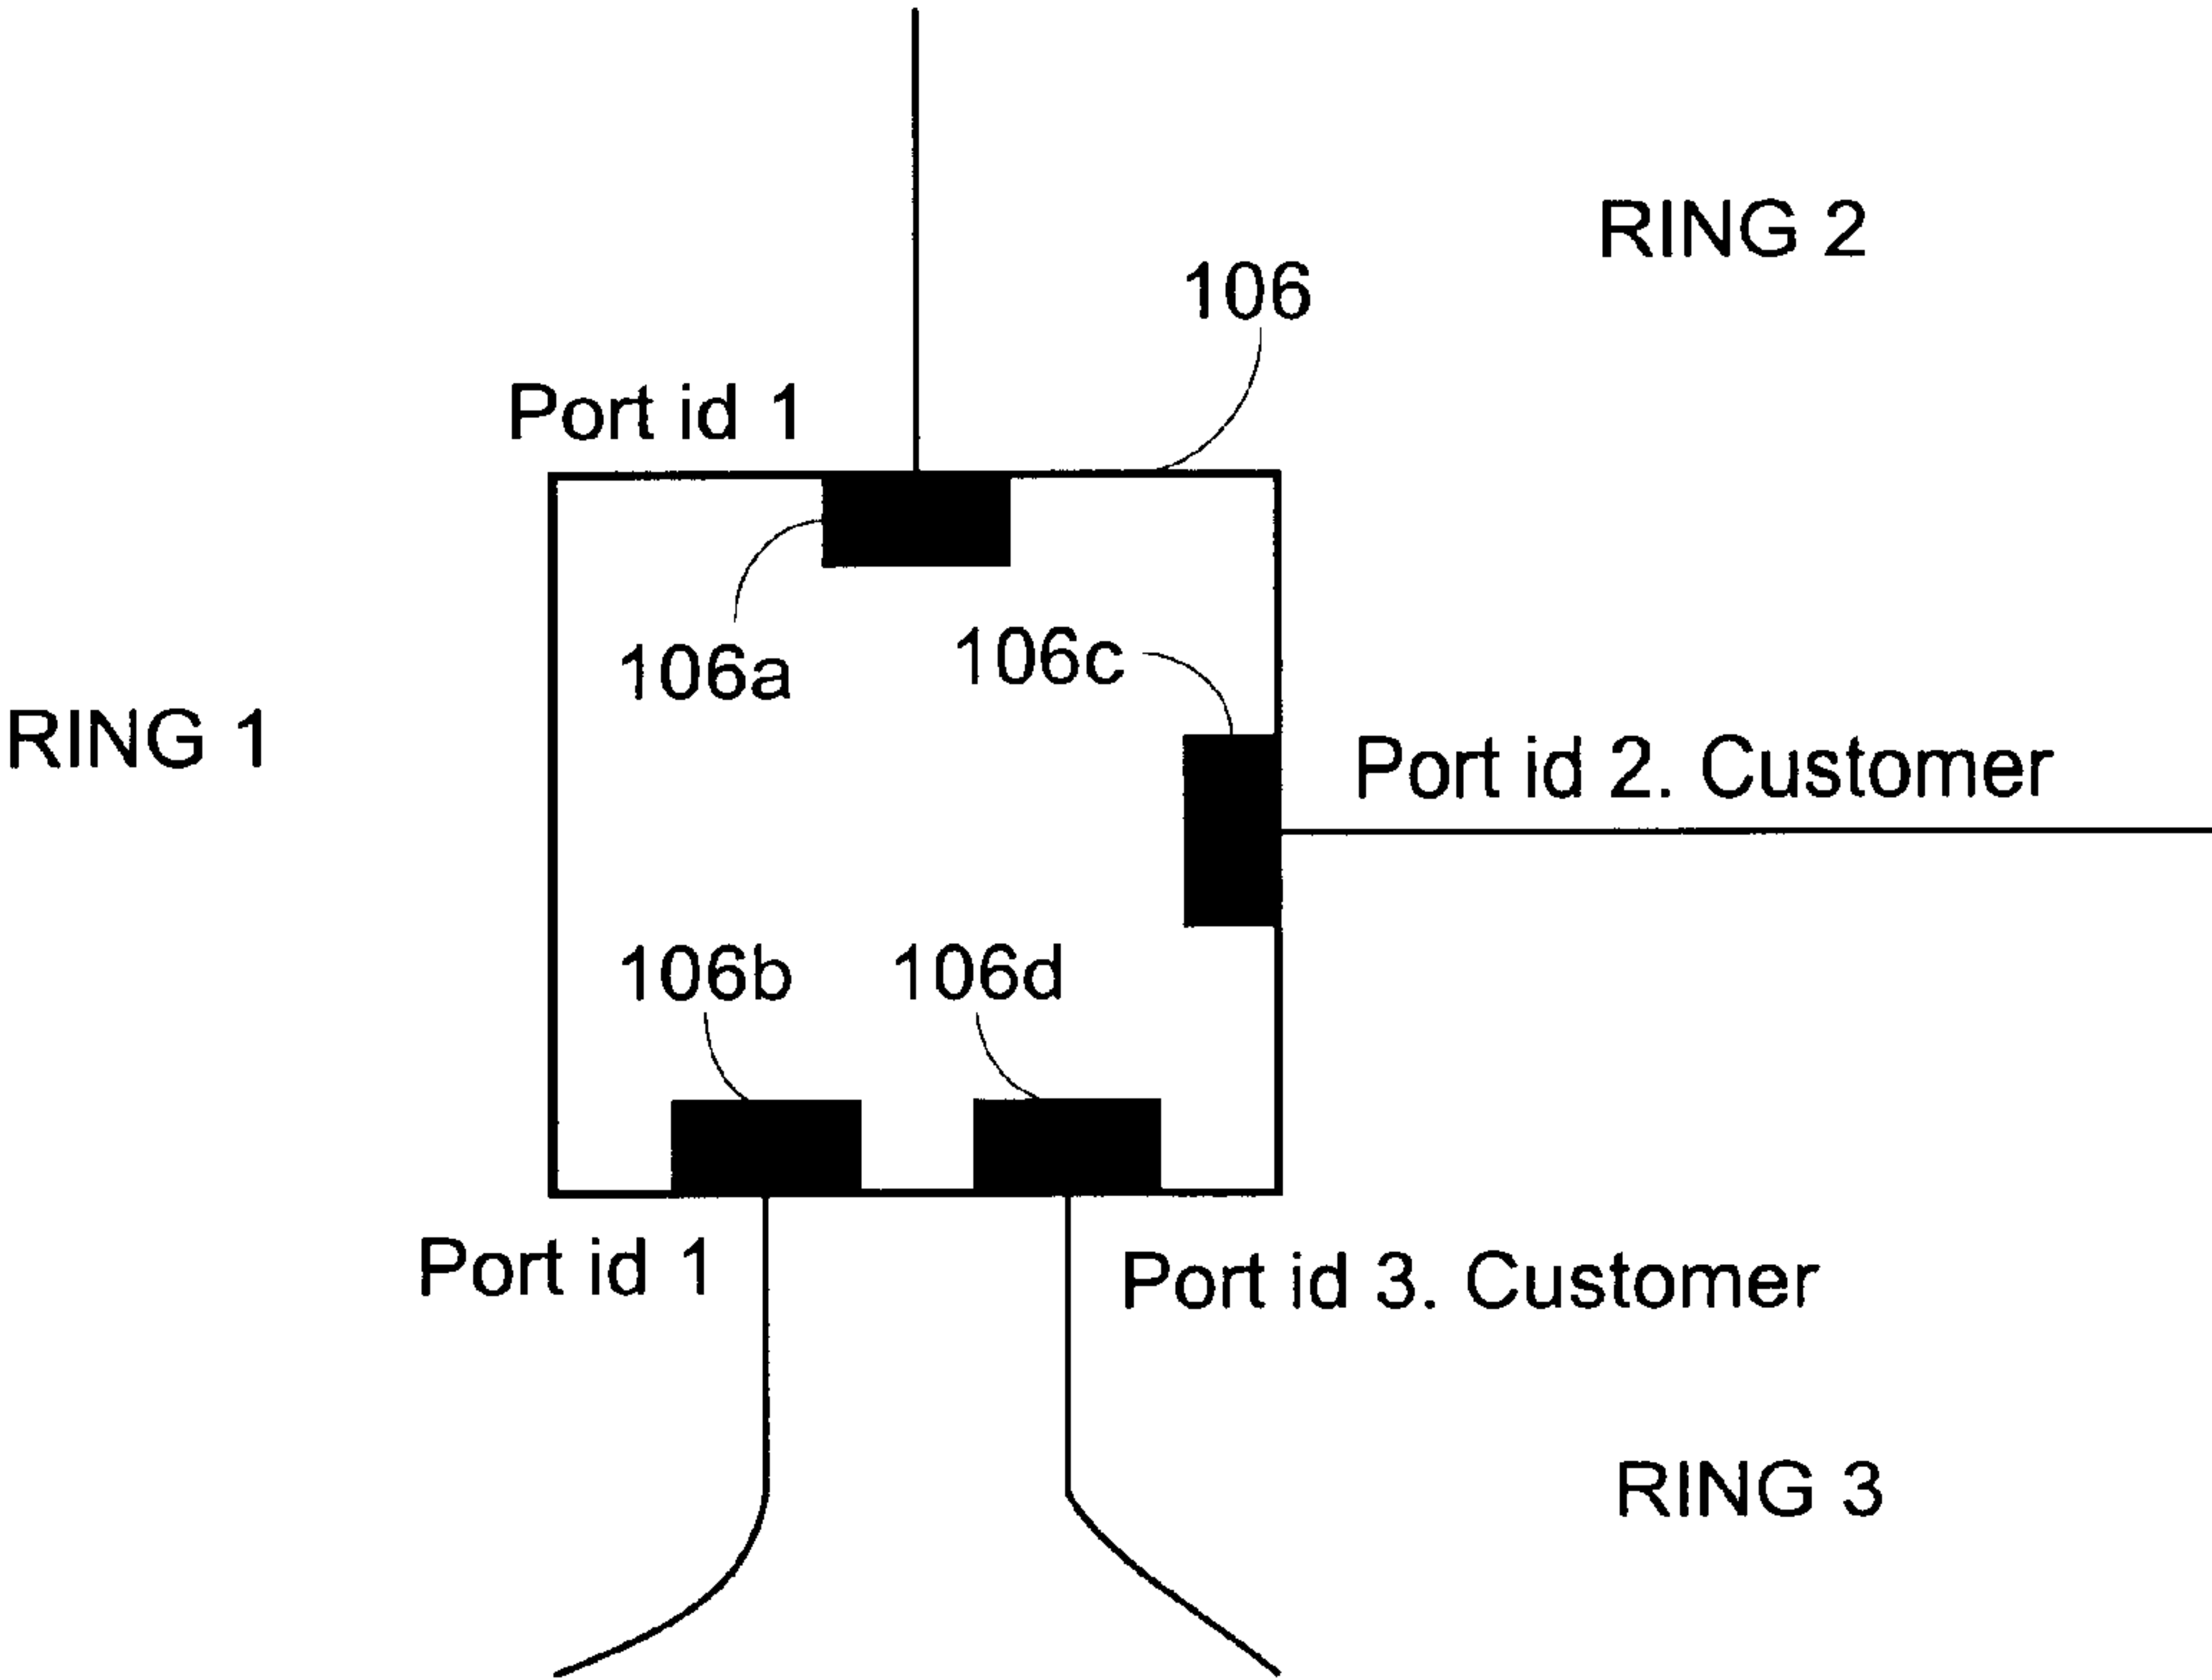 RING 2
106
Port id 1
106a
106c
RING 1
Port id 2. Customer
106b
106d
Port id 1
Port id 3. Customer
RING 3